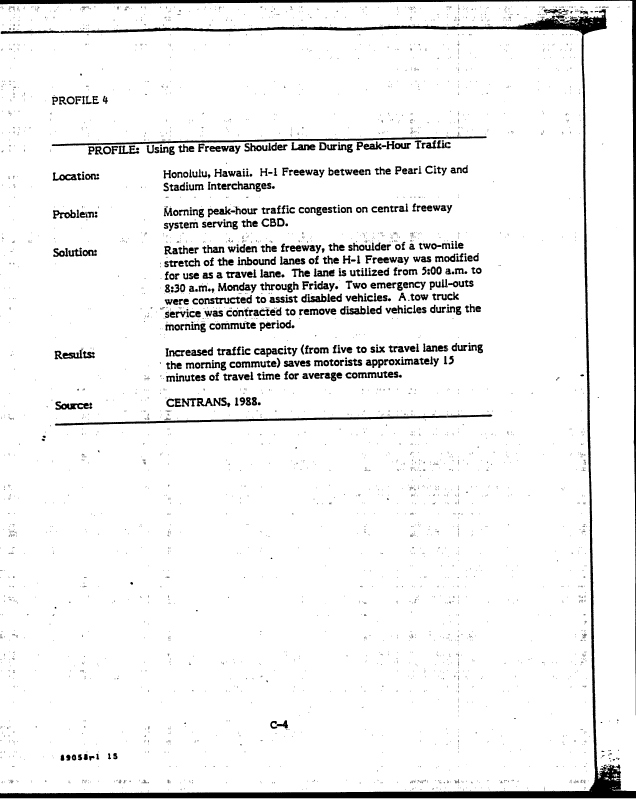 PROFILE 4
PROFILE: Using the Freeway Shoulder Lane During Peak-Hour Traffic
Location: Honolulu, Hawaii. H-1 Freeway between the Pearl City and
Stadium Interchanges.
Problem: Morning peak-hour traffic congestion on central freeway
system serving the CBD.
Solution: Rather than widen the freeway, the shoulder of a two-mile
stretch of the inbound lanes of the H-1 Freeway was modified
for use as a travel lane. The lane is utilized from 5:00 a.m. to
8:30 a.m., Monday through Friday. Two emergency pull-outs
were constructed to assist disabled vehicles. A tow truck
service was contracted to remove disabled vehicles during the
morning commute period.
Results: Increased traffic capacity (from five to six travel lanes during
the morning commute) saves motorists approximately 15
minutes of travel time for average commutes.
Source: CENTRANS, 1988.
C-4
89058r1 15